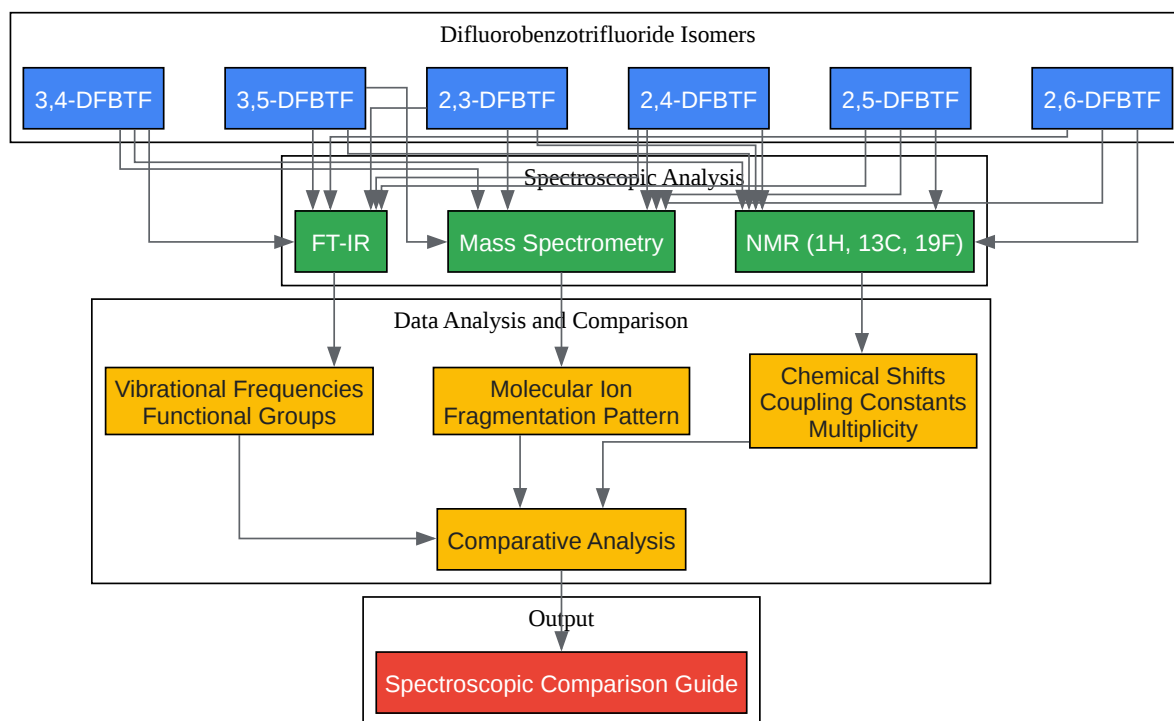 Difluorobenzotrifluoride Isomers
3,4-DFBTF
3,5-DFBTF
2,3-DFBTF
2,4-DFBTF
2,5-DFBTF
2,6-DFBTF
Spectroscopic Analysis
FT-IR
Mass Spectrometry
NMR (1H, 13C, 19F)
Data Analysis and Comparison
Vibrational Frequencies
Functional Groups
Molecular Ion
Fragmentation Pattern
Chemical Shifts
Coupling Constants
Multiplicity
Comparative Analysis
Output
Spectroscopic Comparison Guide